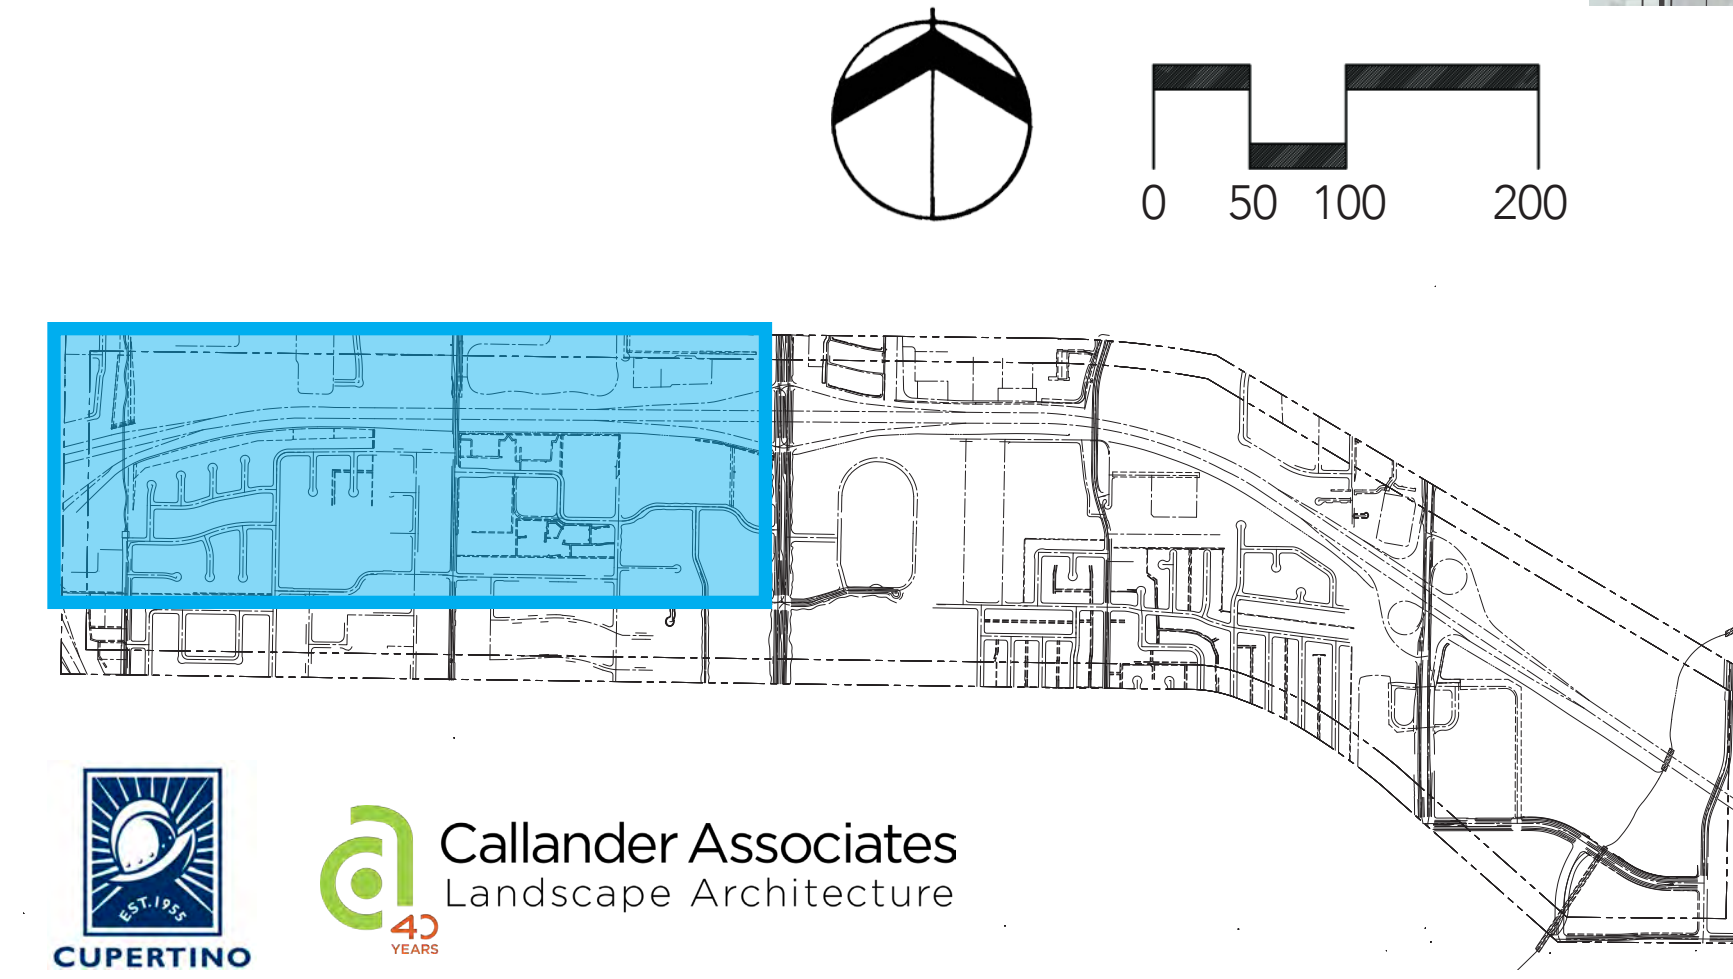 0 50 100 200
EST. 1955
CUPERTINO
Callander Associates
Landscape Architecture
40
YEARS